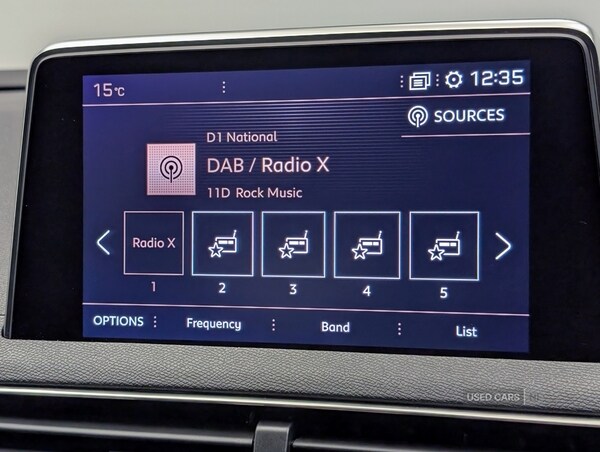 15°C
12:35
SOURCES
D1 National
DAB / Radio X
11D Rock Music
Radio X
1 2 3 4 5
OPTIONS Frequency Band List
USED CARS